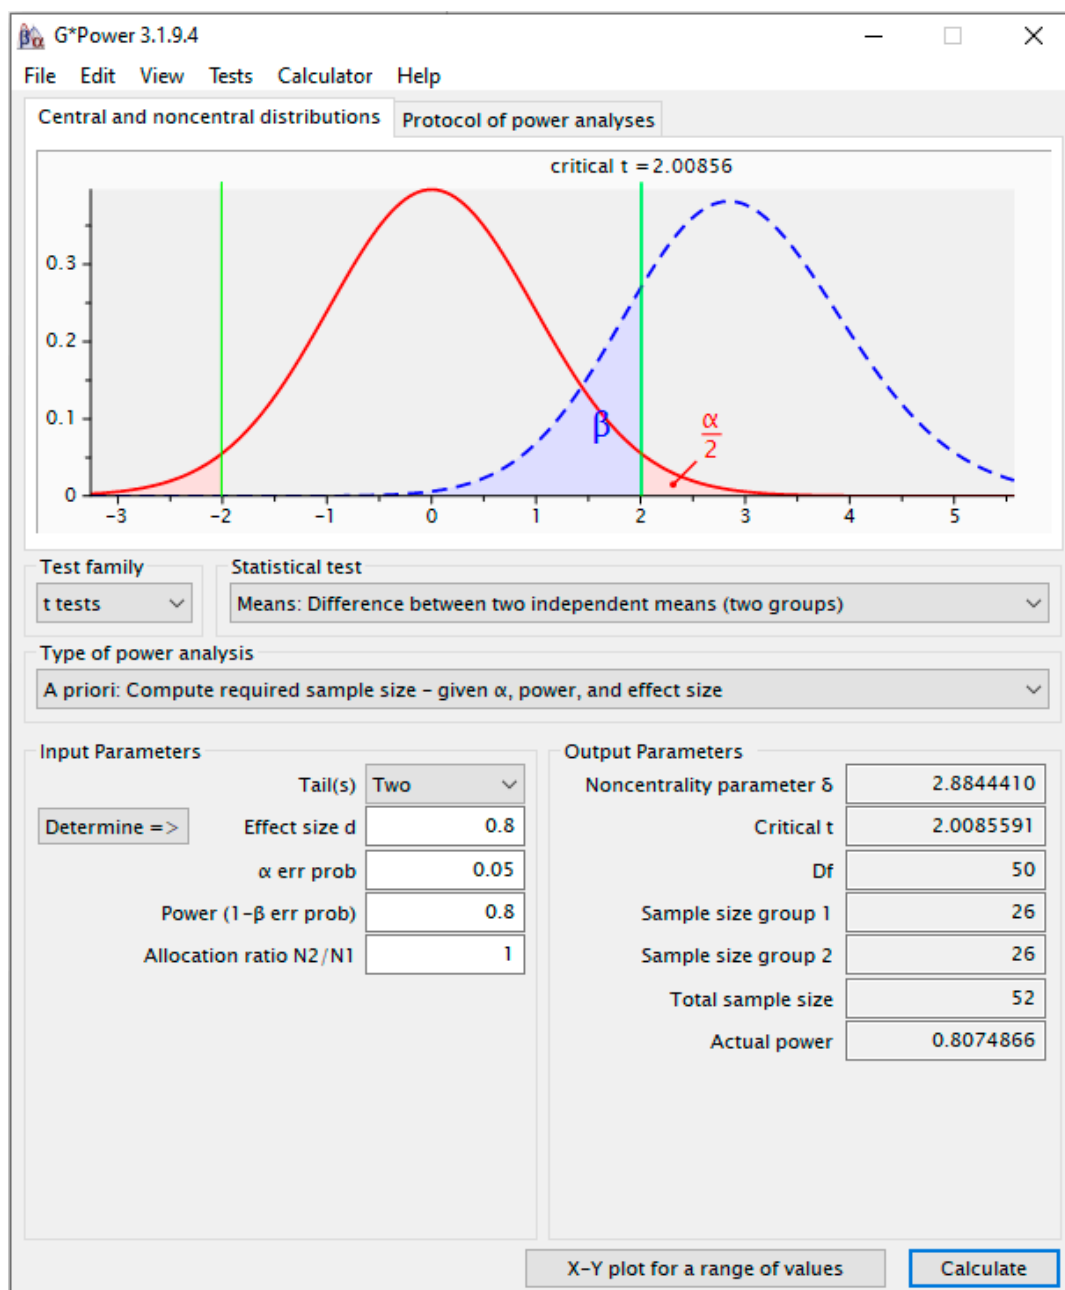 G*Power 3.1.9.4
File Edit View Tests Calculator Help
Central and noncentral distributions Protocol of power analyses
critical t = 2.00856
0.3
0.2
0.1
0
β
α
2
-3 -2 -1 0 1 2 3 4 5
Test family Statistical test
t tests Means: Difference between two independent means (two groups)
Type of power analysis
A priori: Compute required sample size - given α, power, and effect size
Input Parameters
Tail(s) Two
Determine => Effect size d 0.8
α err prob 0.05
Power (1-β err prob) 0.8
Allocation ratio N2/N1 1
Output Parameters
Noncentrality parameter δ 2.8844410
Critical t 2.0085591
Df 50
Sample size group 1 26
Sample size group 2 26
Total sample size 52
Actual power 0.8074866
X-Y plot for a range of values Calculate